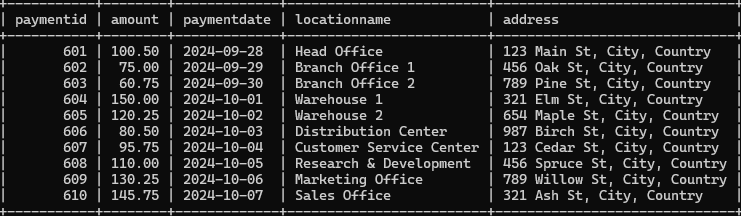 | paymentid | amount | paymentdate | locationname | address |
| 601 | 100.50 | 2024-09-28 | Head Office | 123 Main St, City, Country |
| 602 | 75.00 | 2024-09-29 | Branch Office 1 | 456 Oak St, City, Country |
| 603 | 60.75 | 2024-09-30 | Branch Office 2 | 789 Pine St, City, Country |
| 604 | 150.00 | 2024-10-01 | Warehouse 1 | 321 Elm St, City, Country |
| 605 | 120.25 | 2024-10-02 | Warehouse 2 | 654 Maple St, City, Country |
| 606 | 80.50 | 2024-10-03 | Distribution Center | 987 Birch St, City, Country |
| 607 | 95.75 | 2024-10-04 | Customer Service Center | 123 Cedar St, City, Country |
| 608 | 110.00 | 2024-10-05 | Research & Development | 456 Spruce St, City, Country |
| 609 | 130.25 | 2024-10-06 | Marketing Office | 789 Willow St, City, Country |
| 610 | 145.75 | 2024-10-07 | Sales Office | 321 Ash St, City, Country |